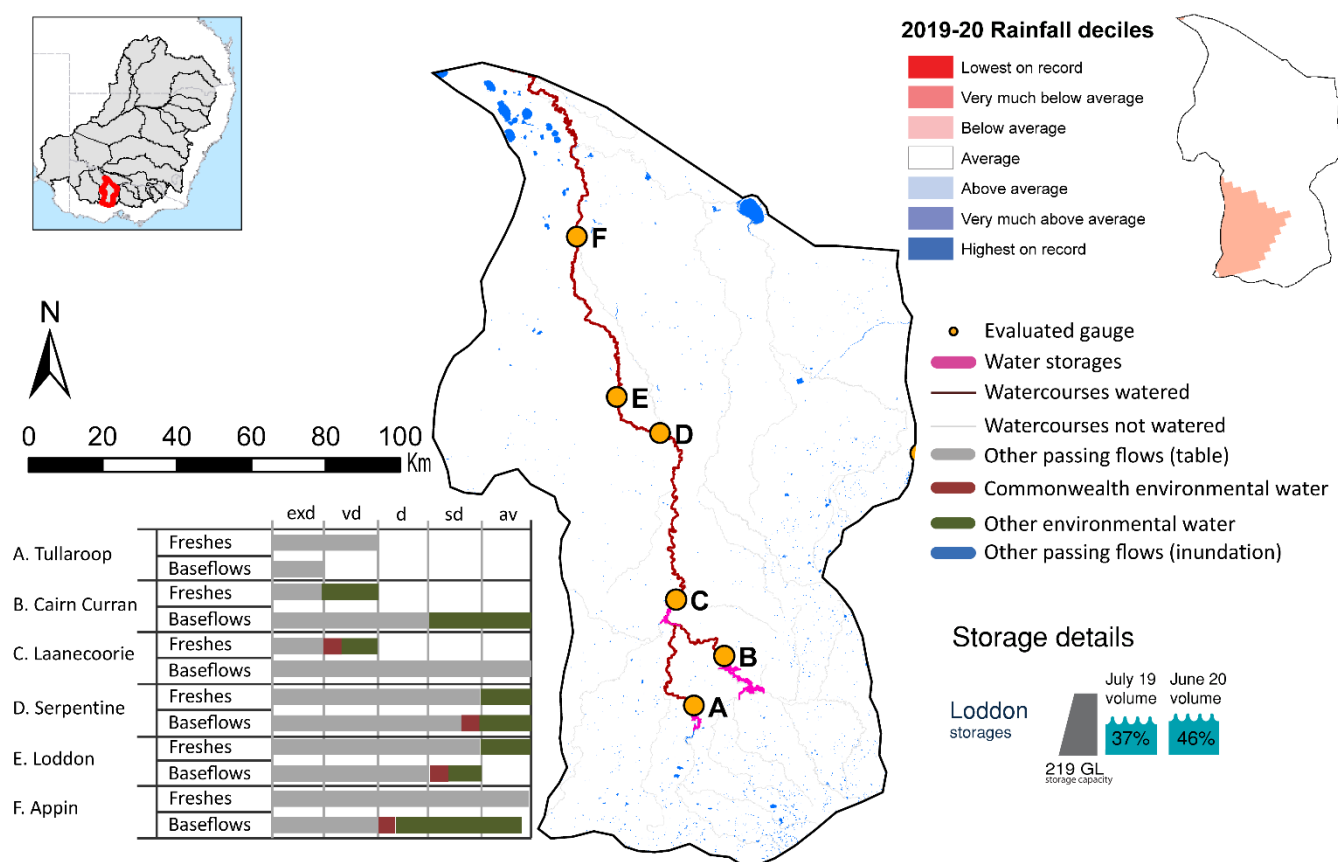 2019-20 Rainfall deciles
Lowest on record
Very much below average
Below average
Average
Above average
Very much above average
Highest on record
N
0 20 40 60 80 100
Km
F
E
D
C
B
A
Evaluated gauge
Water storages
Watercourses watered
Watercourses not watered
Other passing flows (table)
Commonwealth environmental water
Other environmental water
Other passing flows (inundation)
exd vd d sd av
A. Tullaroop
Freshes
Baseflows
B. Cairn Curran
Freshes
Baseflows
C. Laanecoorie
Freshes
Baseflows
D. Serpentine
Freshes
Baseflows
E. Loddon
Freshes
Baseflows
F. Appin
Freshes
Baseflows
Storage details
July 19 volume
June 20 volume
Loddon
storages
37%
46%
219 GL
storage capacity